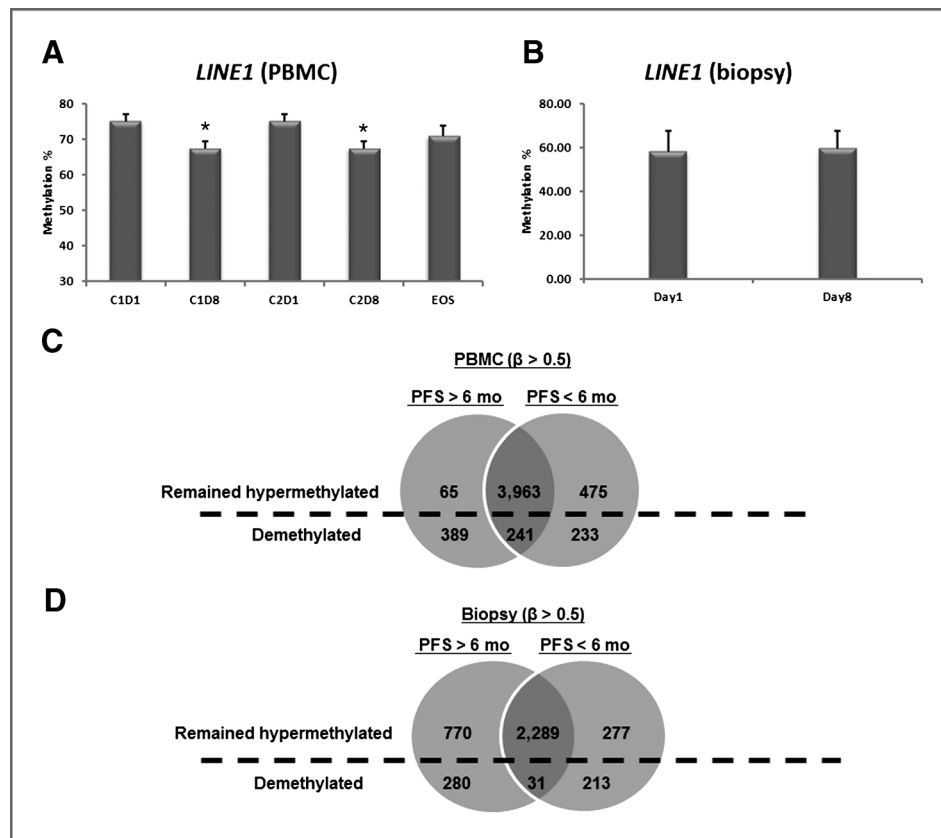 A
LINE1 (PBMC)
Methylation %
80
70
60
50
40
30
*
*
C1D1 C1D8 C2D1 C2D8 EOS
B
LINE1 (biopsy)
Methylation %
80.00
60.00
40.00
20.00
0.00
Day1 Day8
C
PBMC (β > 0.5)
PFS > 6 mo PFS < 6 mo
Remained hypermethylated 65 3,963 475
Demethylated 389 241 233
D
Biopsy (β > 0.5)
PFS > 6 mo PFS < 6 mo
Remained hypermethylated 770 2,289 277
Demethylated 280 31 213